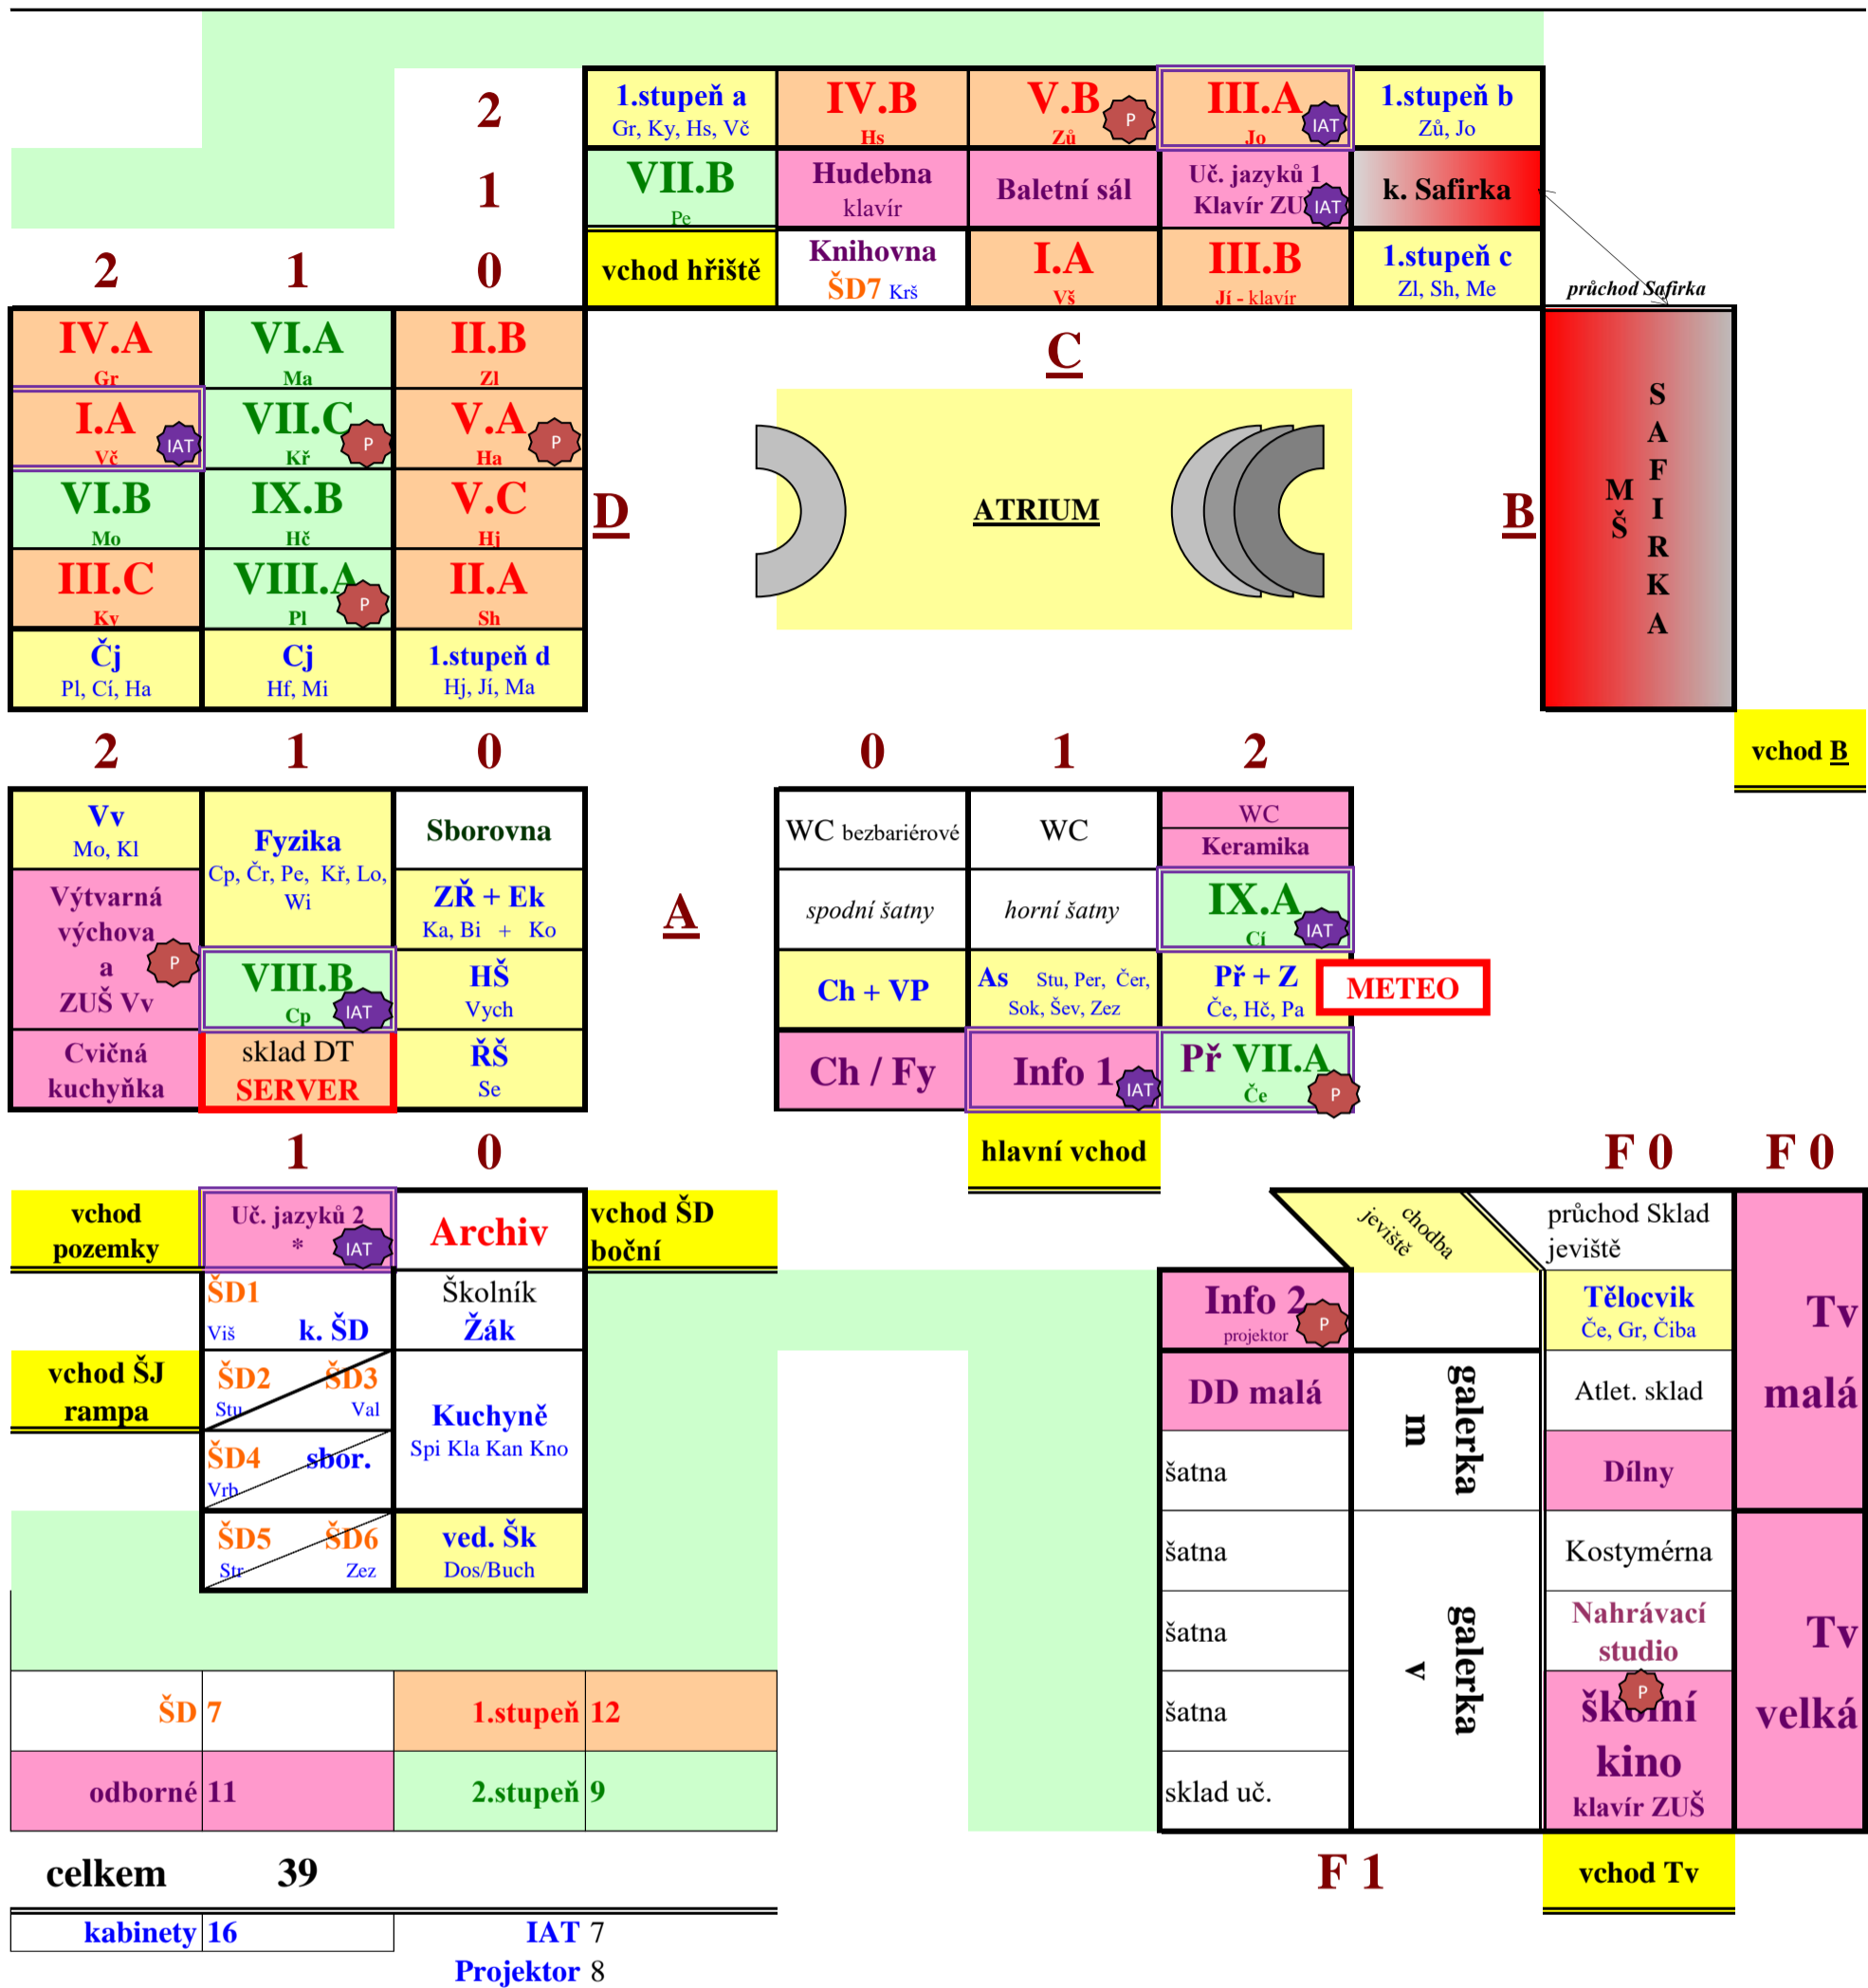 2
1.stupeň a
Gr, Ky, Hs, Vč
IV.B
Hs
V.B
Zů
P
III.A
Jo
IAT
1.stupeň b
Zů, Jo
1
VII.B
Pe
Hudebna
klavír
Baletní sál
Uč. jazyků 1
Klavír ZU
IAT
k. Safirka
2
1
0
vchod hřiště
Knihovna
ŠD7 Krš
I.A
Vš
III.B
Jí - klavír
1.stupeň c
Zl, Sh, Me
průchod Safirka
IV.A
Gr
VI.A
Ma
II.B
Zl
C
I.A
Vč
IAT
VII.C
Kř
P
V.A
Ha
P
VI.B
Mo
IX.B
Hč
V.C
Hj
D
ATRIUM
B
MŠ
SAFIRKA
III.C
Ky
VIII.A
Pl
P
II.A
Sh
Čj
Pl, Cí, Ha
Cj
Hf, Mi
1.stupeň d
Hj, Jí, Ma
2
1
0
0
1
2
vchod B
Vv
Mo, Kl
Fyzika
Cp, Čr, Pe, Kř, Lo,
Wi
Sborovna
WC bezbariérové
WC
WC
Keramika
Výtvarná
výchova
a
ZUŠ Vv
P
ZŘ + Ek
Ka, Bi + Ko
A
spodní šatny
horní šatny
IX.A
Cí
IAT
VIII.B
Cp
IAT
HŠ
Vych
Ch + VP
As Stu, Per, Čer,
Sok, Šev, Zez
Př + Z
Če, Hč, Pa
METEO
Cvičná
kuchyňka
sklad DT
SERVER
ŘŠ
Se
Ch / Fy
Info 1
IAT
Př VII.A
Če
P
1
0
hlavní vchod
F 0
F 0
vchod
pozemky
Uč. jazyků 2
*
IAT
Archiv
vchod ŠD
boční
chodba
jeviště
průchod Sklad
jeviště
ŠD1
Viš k. ŠD
Školník
Žák
Info 2
projektor
P
Tělocvik
Če, Gr, Čiba
Tv
malá
vchod ŠJ
rampa
ŠD2 ŠD3
Stu Val
Kuchyně
Spi Kla Kan Kno
DD malá
galerka
m
Atlet. sklad
ŠD4 sbor.
Vrb
šatna
Dílny
ŠD5 ŠD6
Str Zez
ved. Šk
Dos/Buch
šatna
galerka
v
Kostymérna
Tv
velká
šatna
Nahrávací
studio
ŠD 7
1.stupeň 12
šatna
P
školní
kino
klavír ZUŠ
odborné 11
2.stupeň 9
sklad uč.
celkem 39
F 1
vchod Tv
kabinety 16
IAT 7
Projektor 8